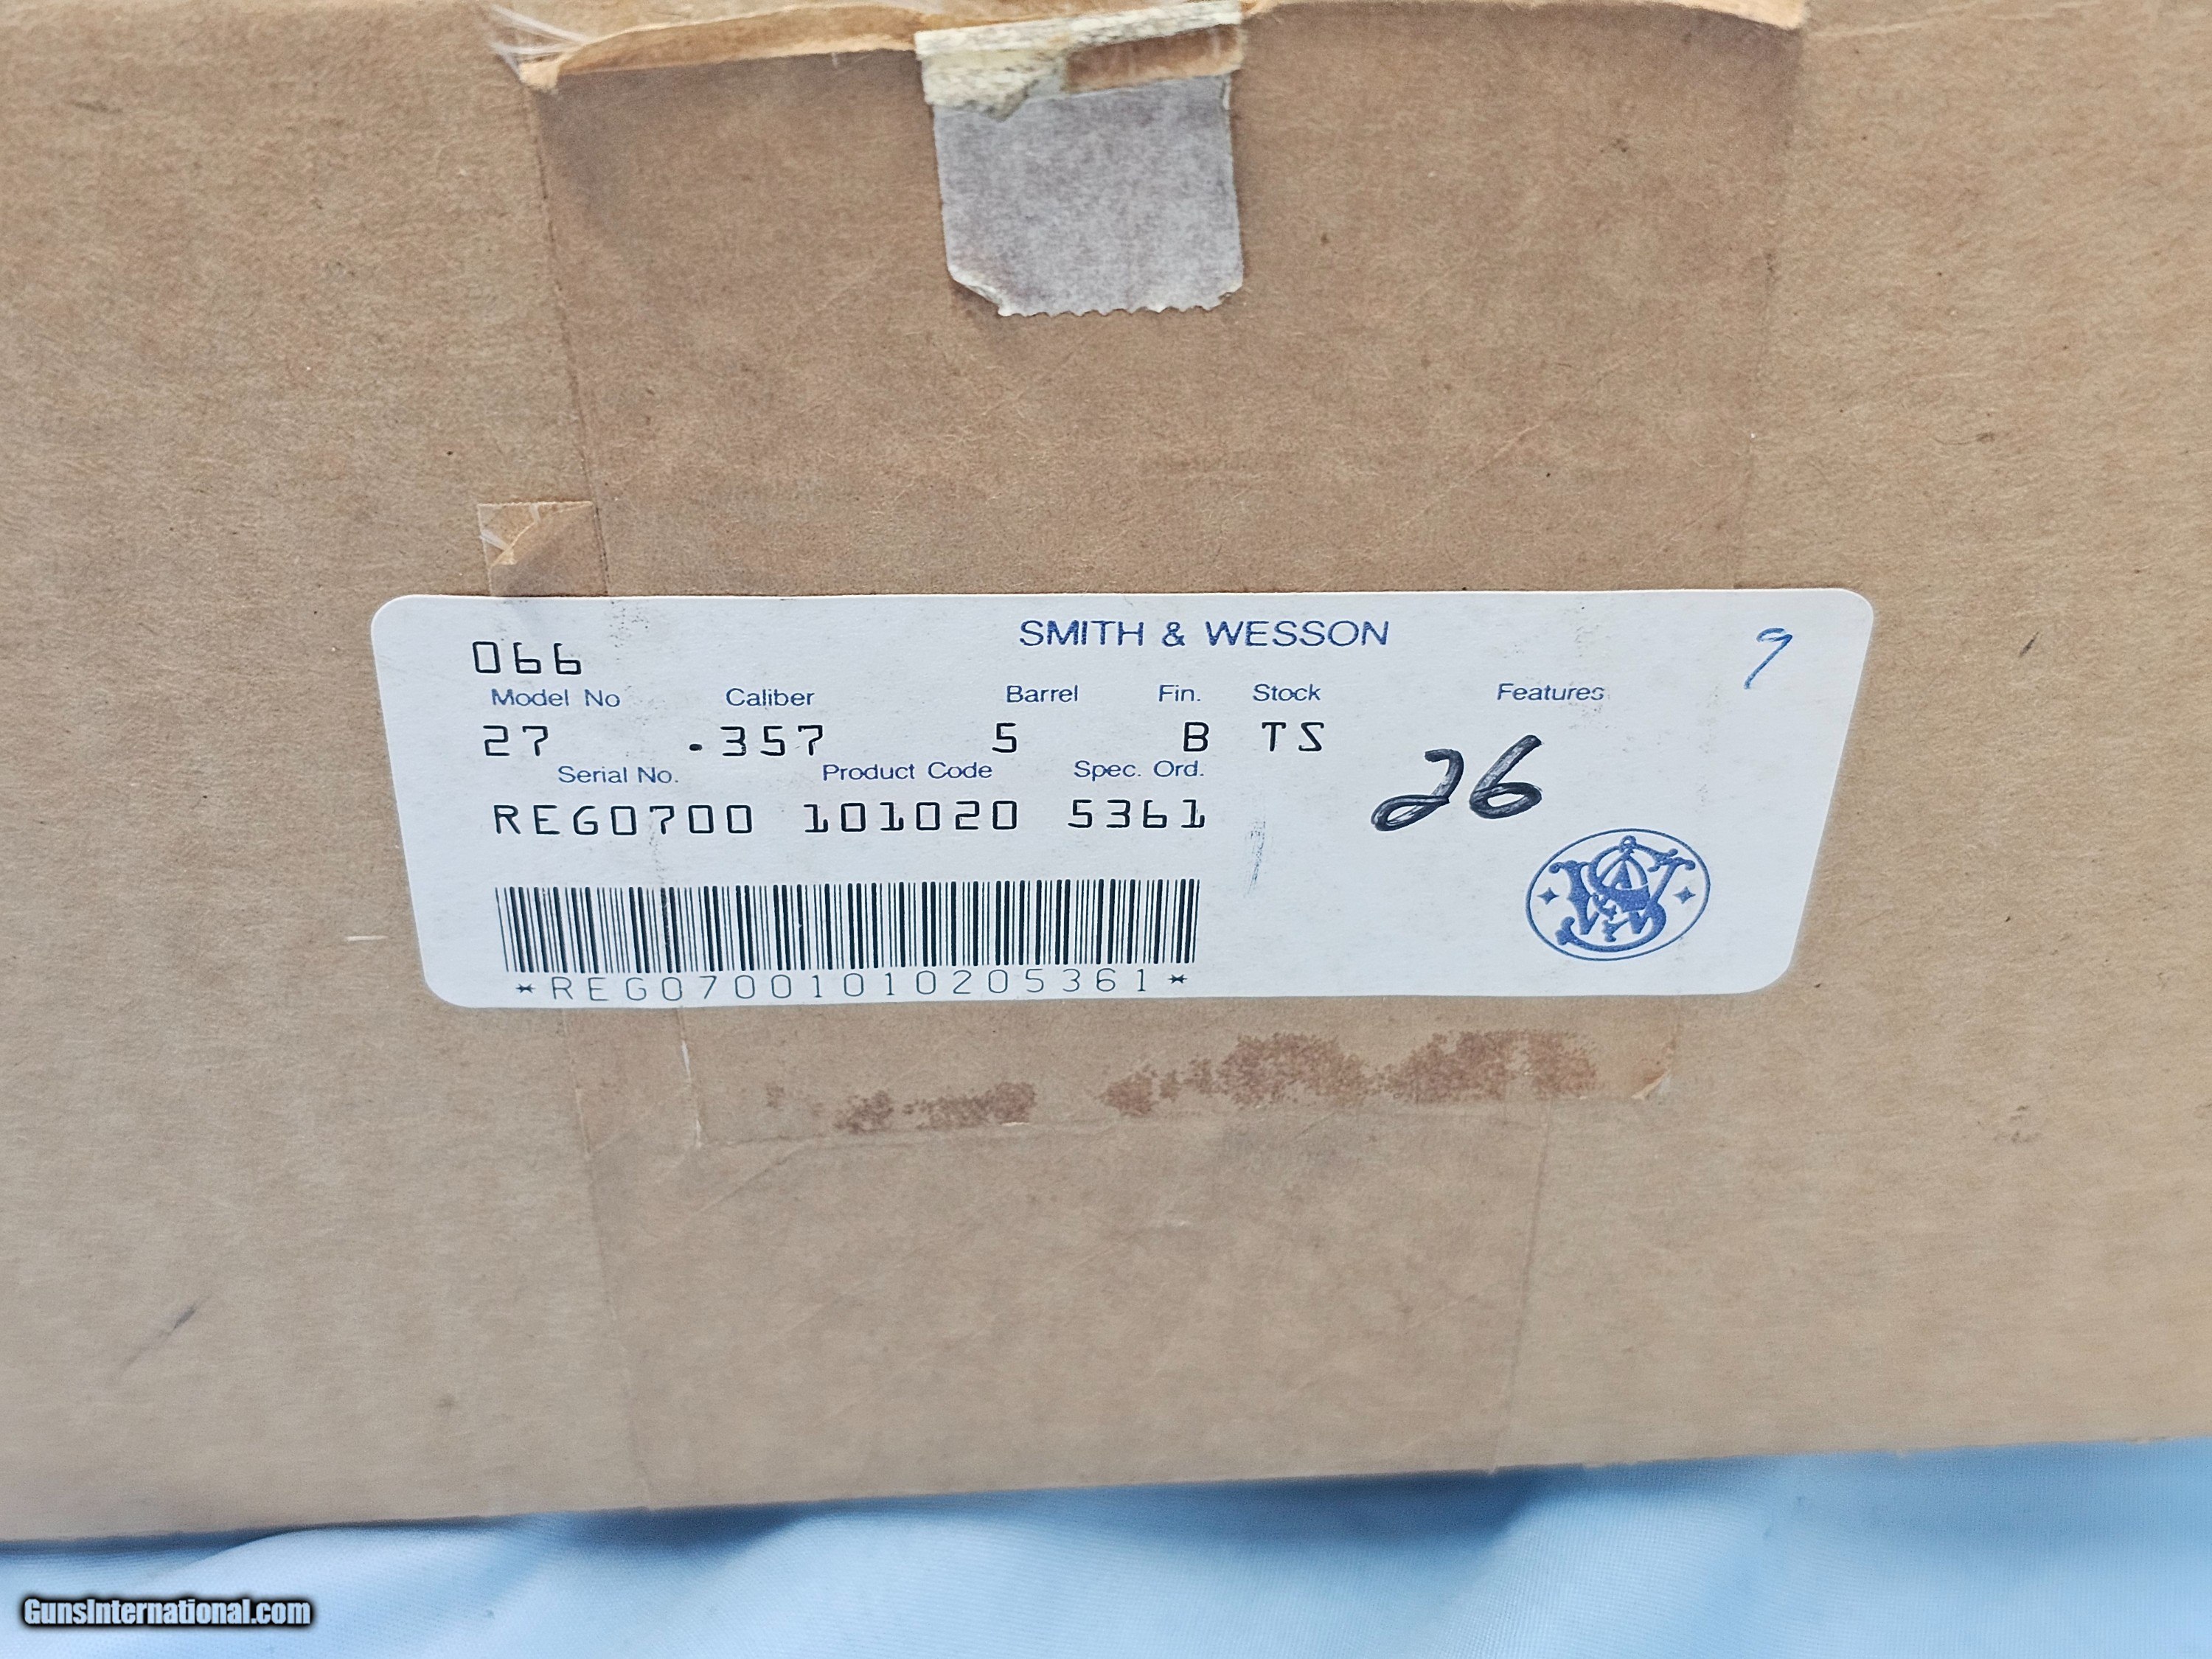 SMITH & WESSON
9
066
Model No Caliber Barrel Fin. Stock Features
27 .357 5 B TS
26
Serial No. Product Code Spec. Ord.
REG0700 101020 5361
*REG07001010205361*
S&W
GunsInternational.com